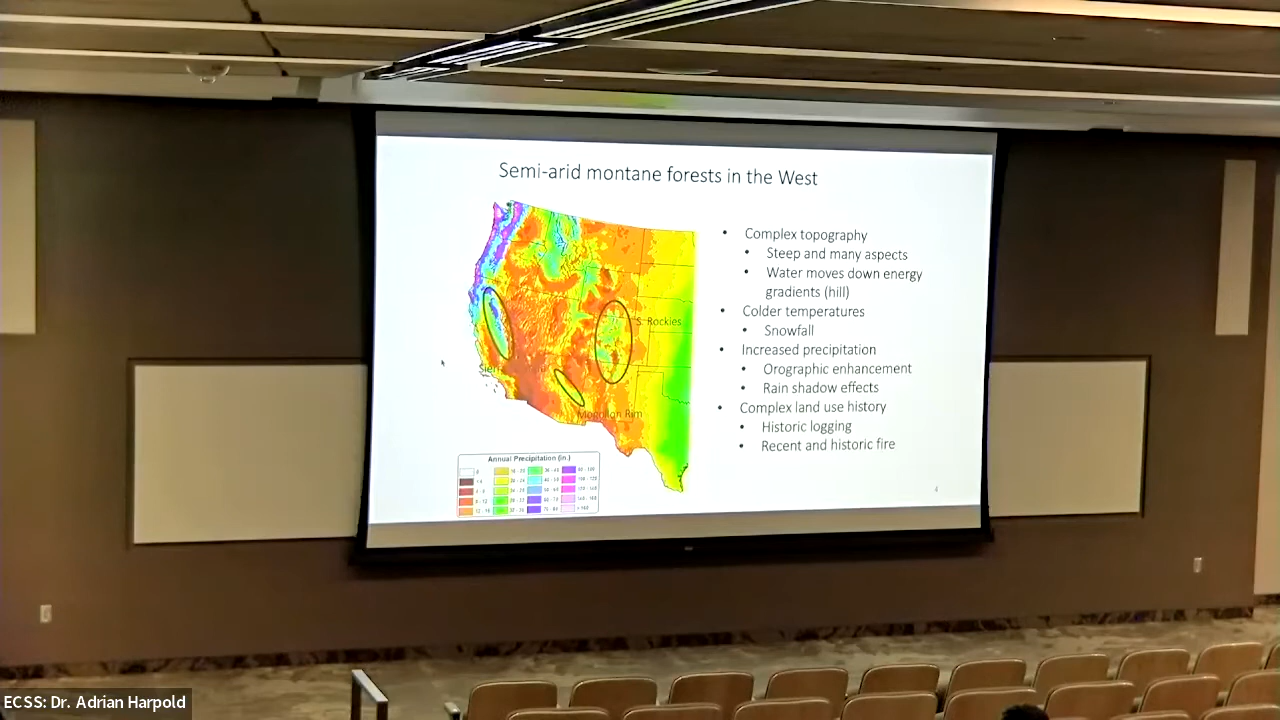 Semi-arid montane forests in the West
• Complex topography
• Steep and many aspects
• Water moves down energy
gradients (hill)
• Colder temperatures
• Snowfall
• Increased precipitation
• Orographic enhancement
• Rain shadow effects
• Complex land use history
• Historic logging
• Recent and historic fire
S. Rockies
Mogollon Rim
Annual Precipitation (in.)
4
ECSS: Dr. Adrian Harpold